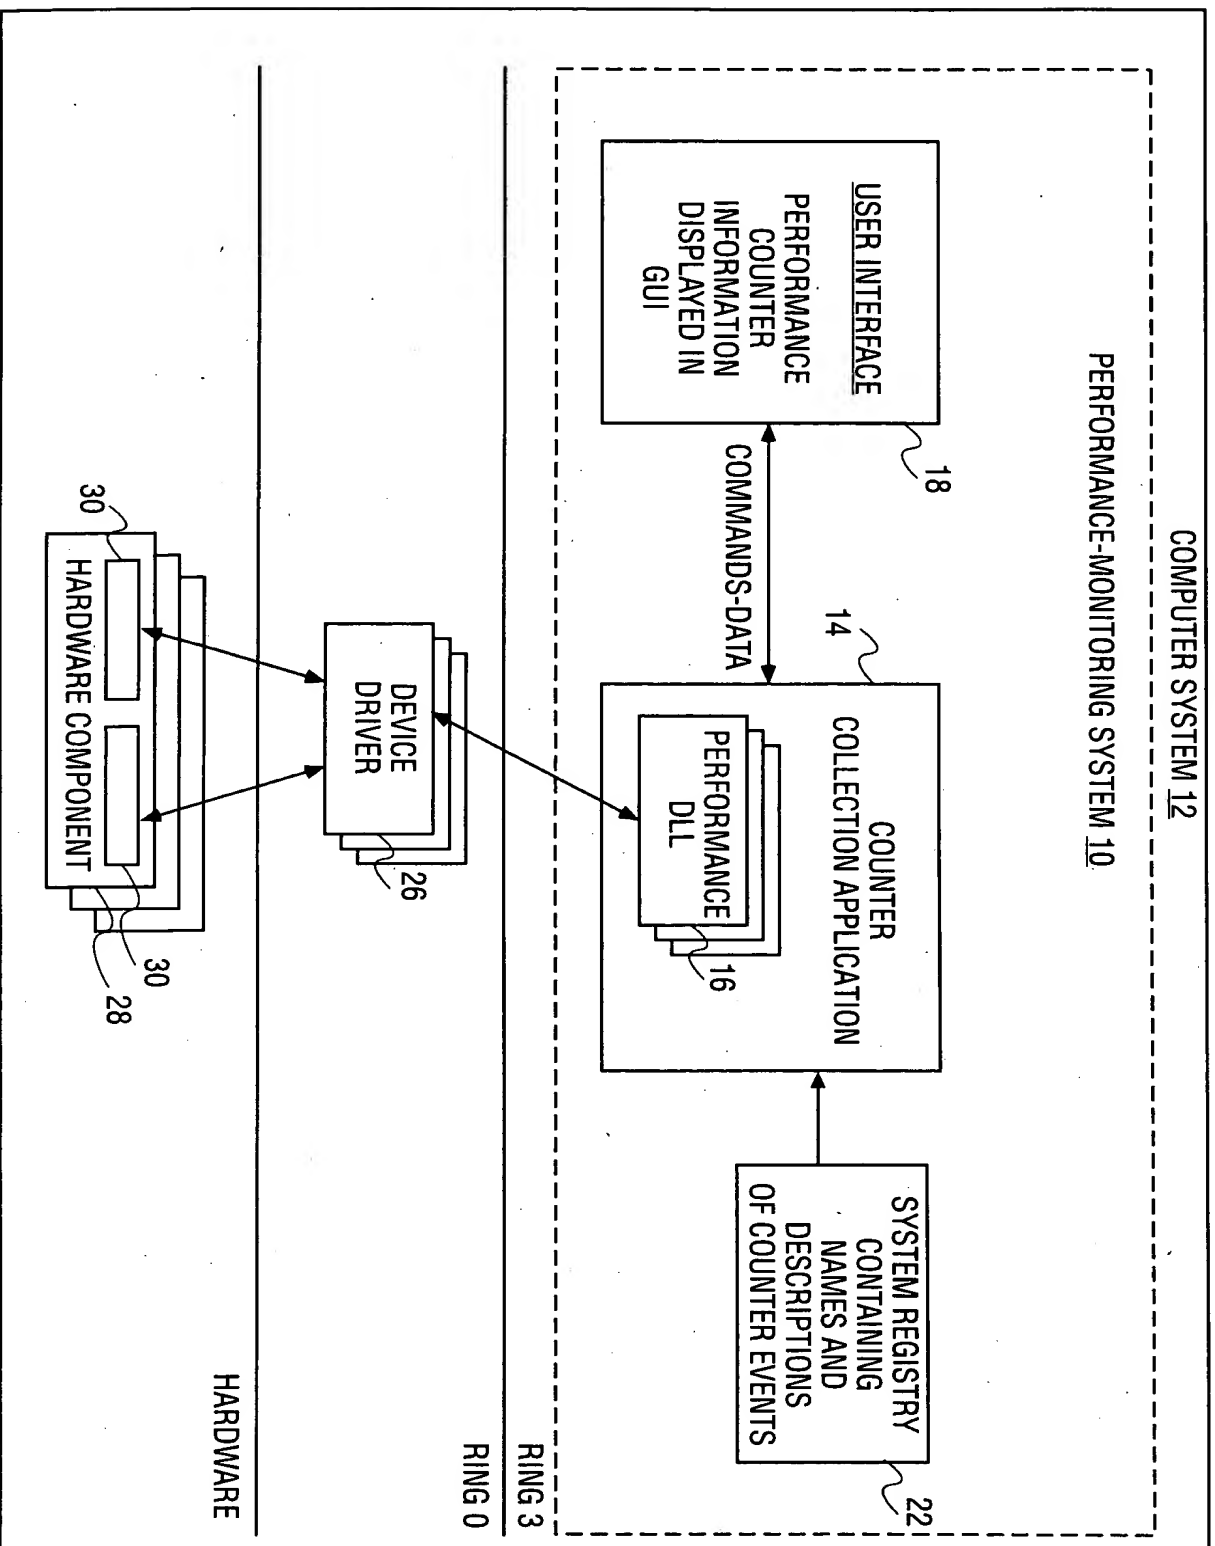 COMPUTER SYSTEM 12
PERFORMANCE-MONITORING SYSTEM 10
USER INTERFACE
PERFORMANCE
COUNTER
INFORMATION
DISPLAYED IN
GUI
18
COMMANDS-DATA
14
COUNTER
COLLECTION APPLICATION
PERFORMANCE
DLL
16
SYSTEM REGISTRY
CONTAINING
NAMES AND
DESCRIPTIONS
OF COUNTER EVENTS
22
RING 3
RING 0
DEVICE
DRIVER
26
HARDWARE
30
HARDWARE COMPONENT
30
28